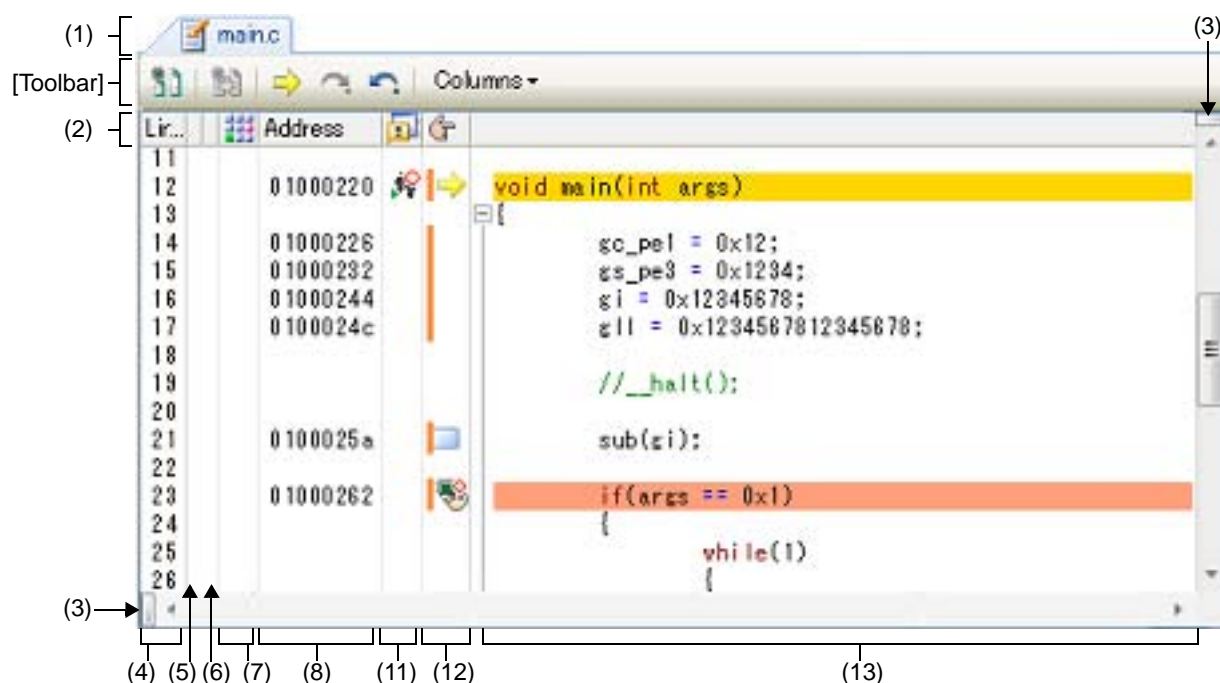 (1) main.c (3)
[Toolbar] Columns
(2) Lir... Address
11
12 01000220 void main(int args)
13 {
14 01000226 gc_pe1 = 0x12;
15 01000232 gs_pe3 = 0x1234;
16 01000244 gi = 0x12345678;
17 0100024c gll = 0x1234567812345678;
18
19 //__halt();
20
21 0100025a sub(gi);
22
23 01000262 if(args == 0x1)
24 {
25 while(1)
26 {
(3)
(4) (5) (6) (7) (8) (11) (12) (13)